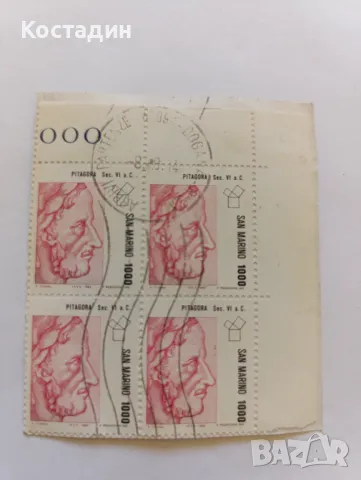 Костадин
000
PITAGORA Sec. VI a.C.
SAN MARINO 1000
PITAGORA Sec. VI a.C.
SAN MARINO 1000
PITAGORA Sec. VI a.C.
SAN MARINO 1000
PITAGORA Sec. VI a.C.
SAN MARINO 1000
BAZAR